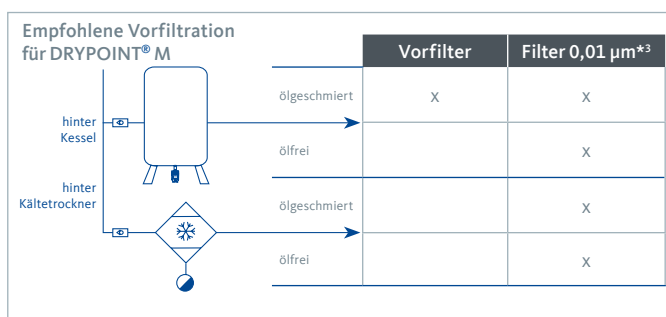 Empfohlene Vorfiltration
für DRYPOINT® M
Vorfilter
Filter 0,01 µm*³
hinter
Kessel
ölgeschmiert
X
X
ölfrei
X
hinter
Kältetrockner
ölgeschmiert
X
ölfrei
X